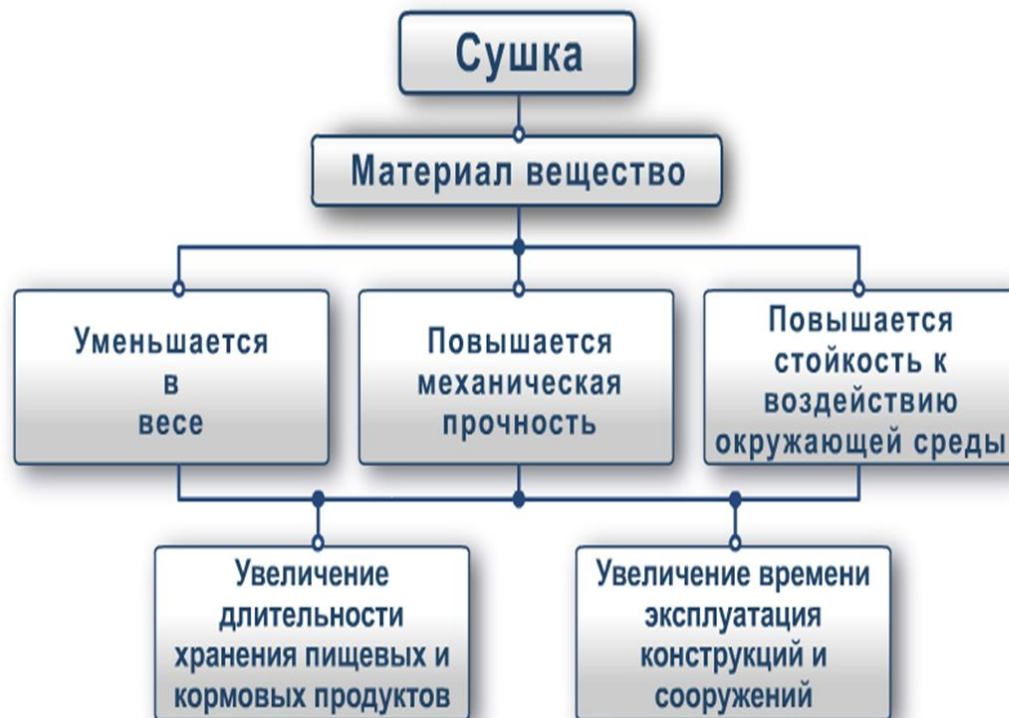 Сушка
Материал вещество
Уменьшается
в
весе
Повышается
механическая
прочность
Повышается
стойкость к
воздействию
окружающей среды
Увеличение
длительности
хранения пищевых и
кормовых продуктов
Увеличение времени
эксплуатация
конструкций и
сооружений